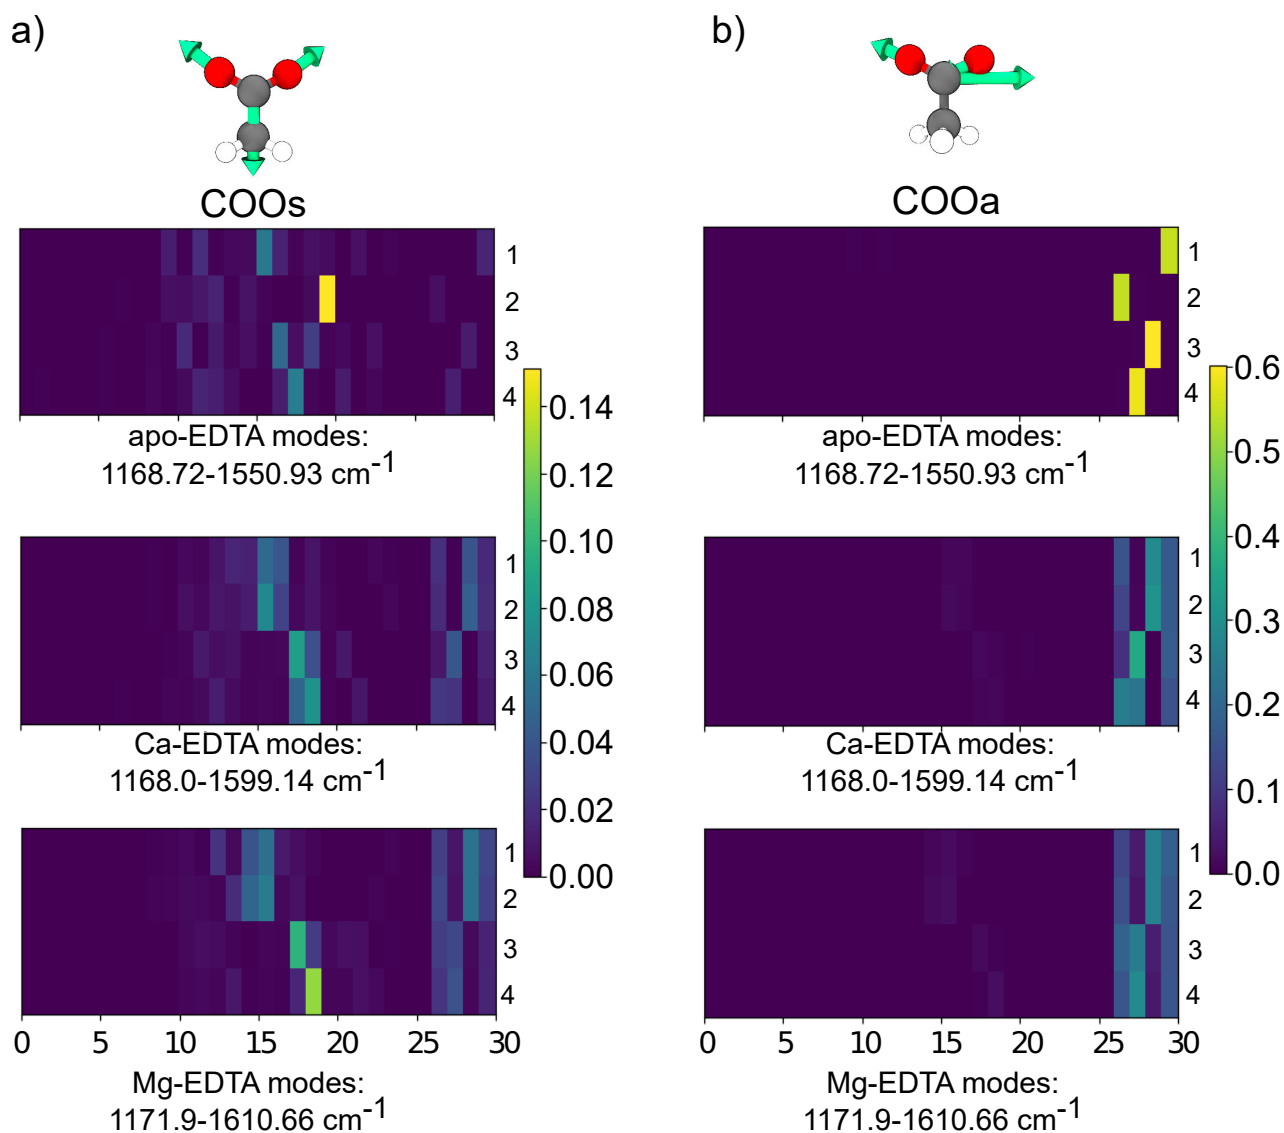 a)
COOs
1
2
3
4
apo-EDTA modes:
1168.72-1550.93 cm-1
1
2
3
4
Ca-EDTA modes:
1168.0-1599.14 cm-1
1
2
3
4
0 5 10 15 20 25 30
Mg-EDTA modes:
1171.9-1610.66 cm-1
0.14
0.12
0.10
0.08
0.06
0.04
0.02
0.00
b)
COOa
1
2
3
4
apo-EDTA modes:
1168.72-1550.93 cm-1
1
2
3
4
Ca-EDTA modes:
1168.0-1599.14 cm-1
1
2
3
4
0 5 10 15 20 25 30
Mg-EDTA modes:
1171.9-1610.66 cm-1
0.6
0.5
0.4
0.3
0.2
0.1
0.0